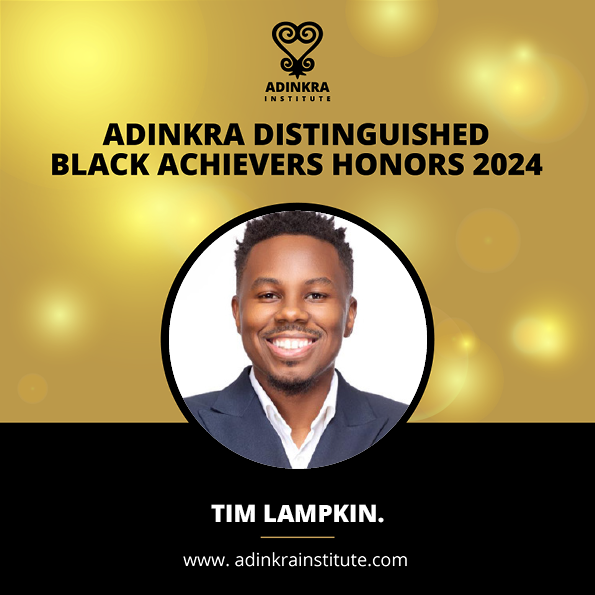 ADINKRA
INSTITUTE
ADINKRA DISTINGUISHED
BLACK ACHIEVERS HONORS 2024
TIM LAMPKIN.
www. adinkrainstitute.com